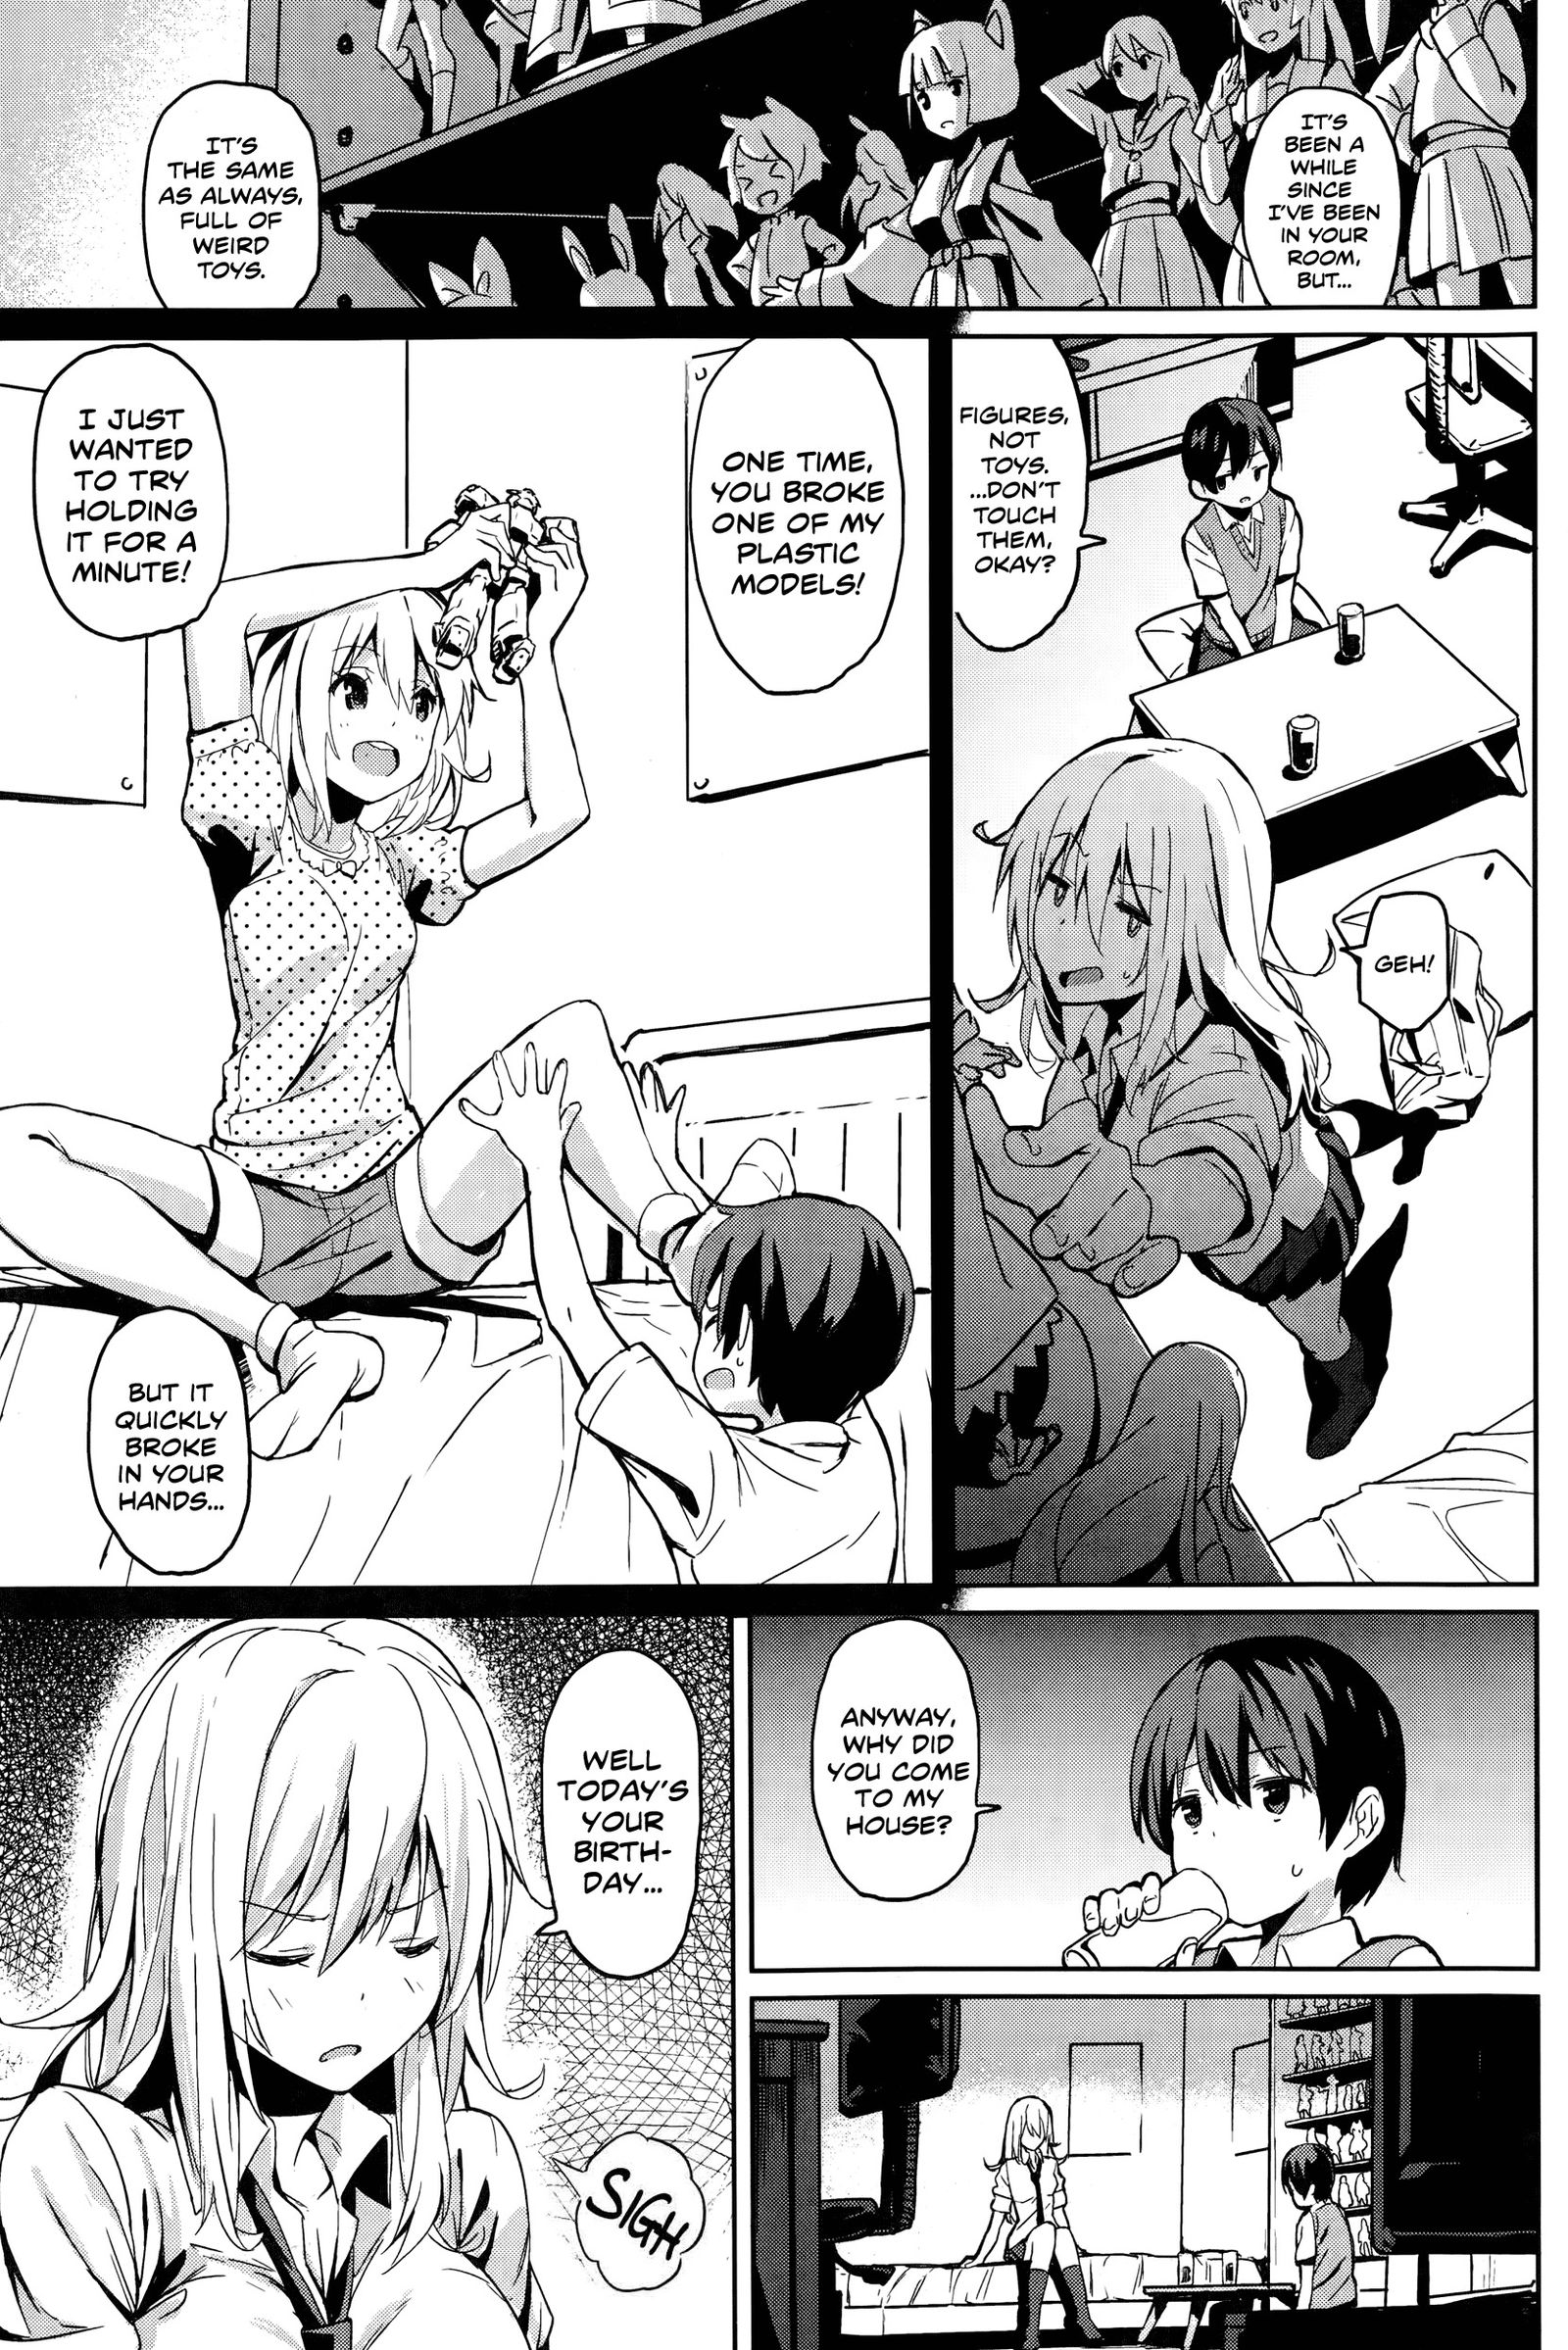 IT'S
BEEN A
WHILE
SINCE
I'VE BEEN
IN YOUR
ROOM,
BUT...
IT'S
THE SAME
AS ALWAYS,
FULL OF
WEIRD
TOYS.
FIGURES,
NOT
TOYS.
...DON'T
TOUCH
THEM,
OKAY?
GEH!
ONE TIME,
YOU BROKE
ONE OF MY
PLASTIC
MODELS!
I JUST
WANTED
TO TRY
HOLDING
IT FOR A
MINUTE!
BUT IT
QUICKLY
BROKE
IN YOUR
HANDS...
ANYWAY,
WHY DID
YOU COME
TO MY
HOUSE?
WELL
TODAY'S
YOUR
BIRTH-
DAY...
SIGH